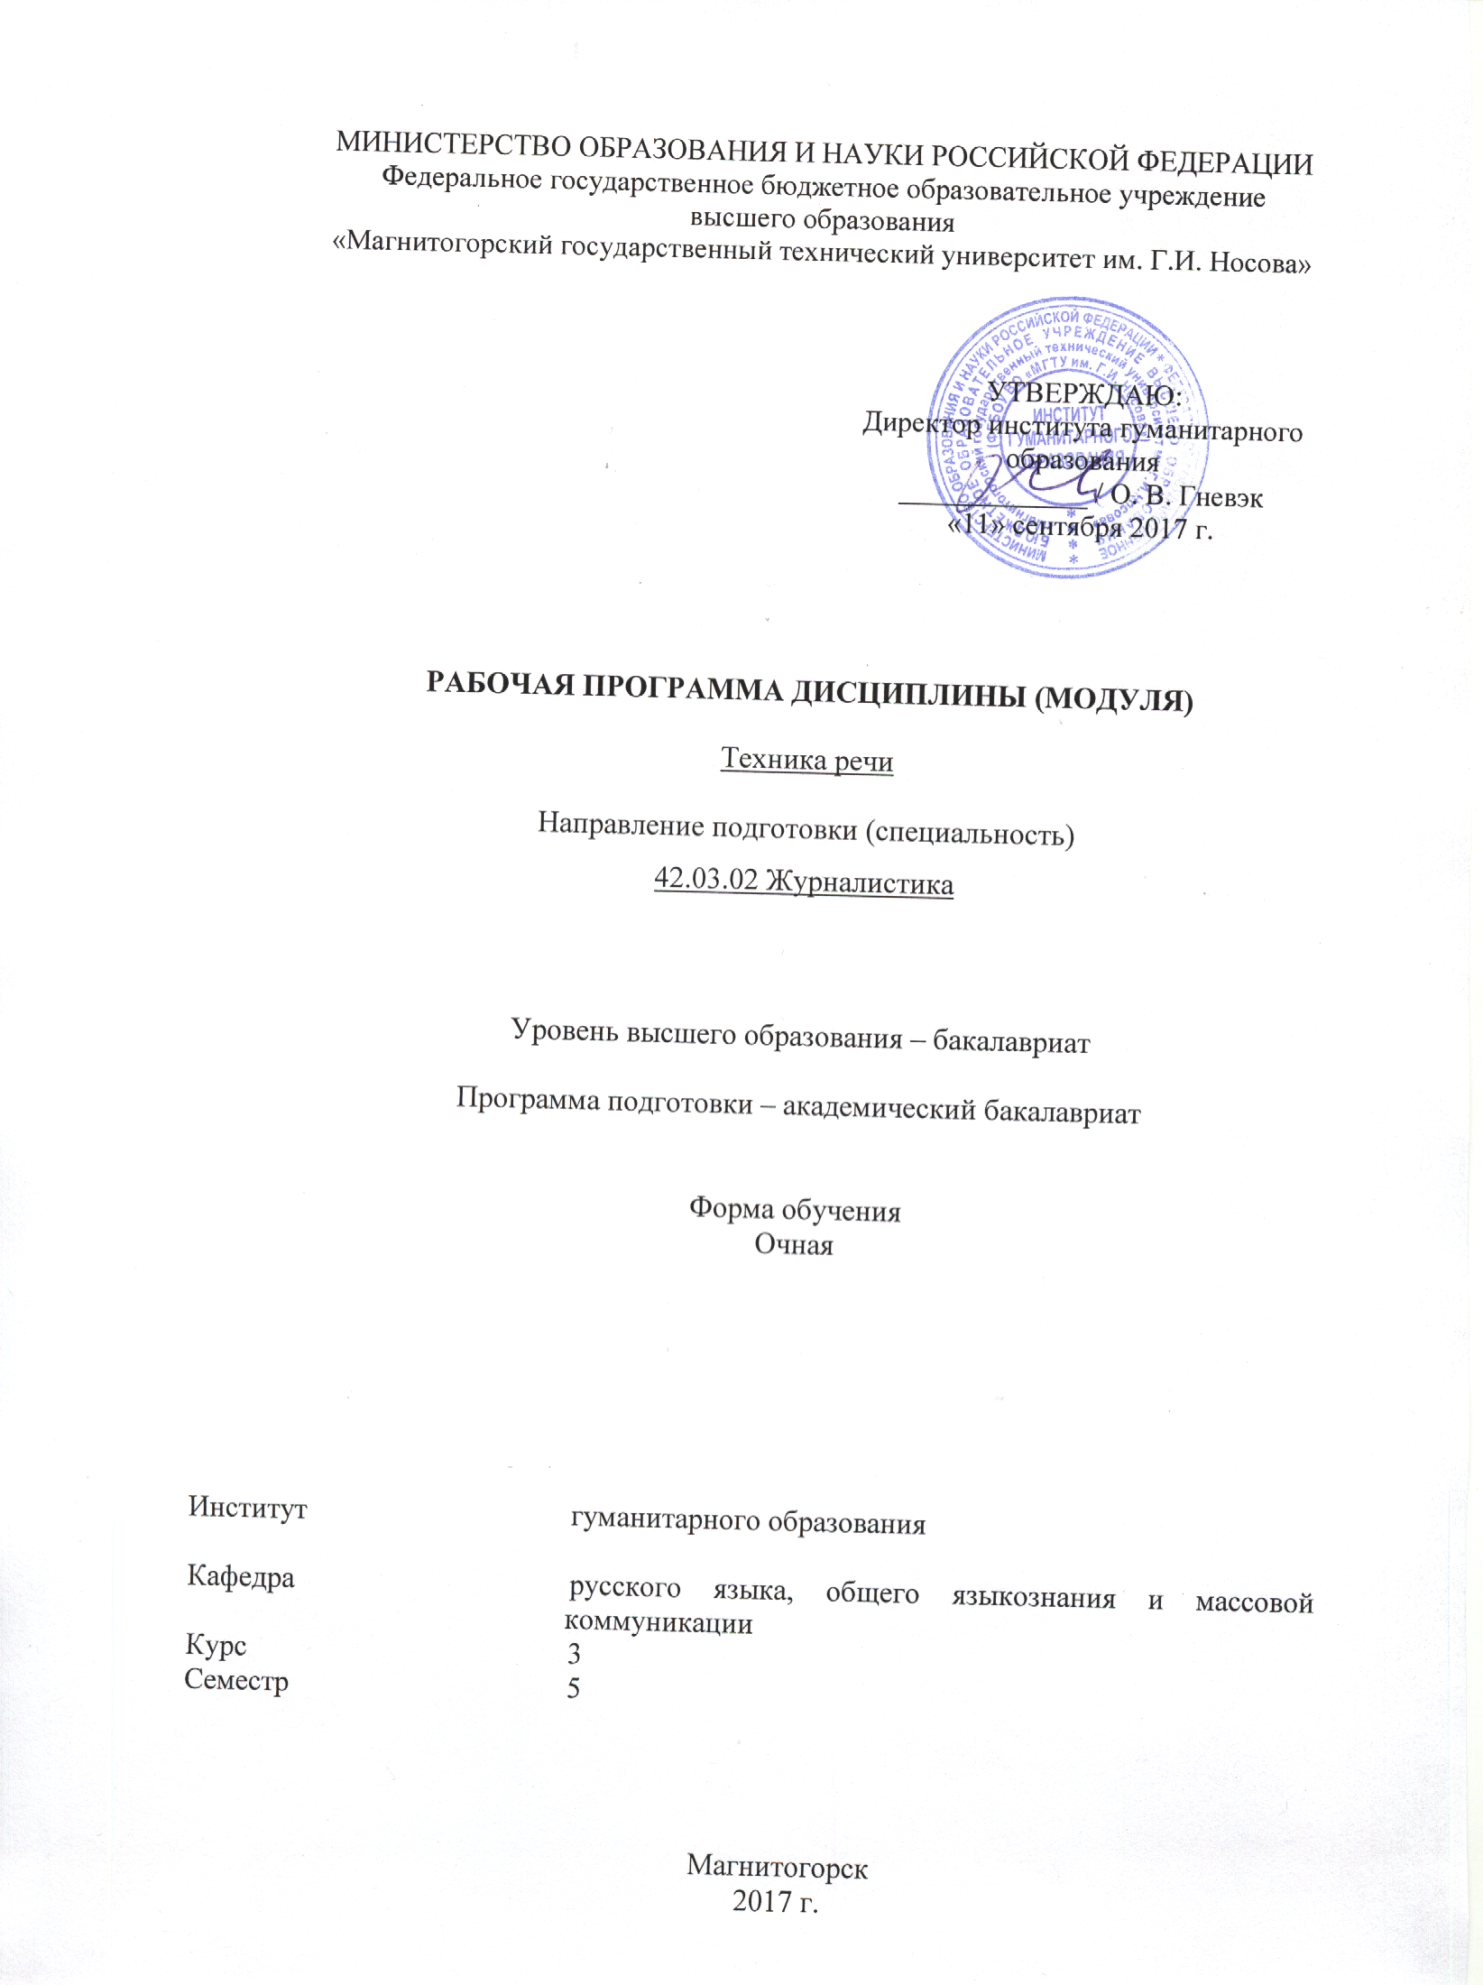 МИНИСТЕРСТВО ОБРАЗОВАНИЯ И НАУКИ РОССИЙСКОЙ ФЕДЕРАЦИИ
Федеральное государственное бюджетное образовательное учреждение
высшего образования
«Магнитогорский государственный технический университет им. Г.И. Носова»
УТВЕРЖДАЮ:
Директор института гуманитарного
образования
/ О. В. Гневэк
«11» сентября 2017 г.
ИНСТИТУТ
ГУМАНИТАРНОГО
РАБОЧАЯ ПРОГРАММА ДИСЦИПЛИНЫ (МОДУЛЯ)
Техника речи
Направление подготовки (специальность)
42.03.02 Журналистика
Уровень высшего образования – бакалавриат
Программа подготовки – академический бакалавриат
Форма обучения
Очная
Институт гуманитарного образования
Кафедра русского языка, общего языкознания и массовой
коммуникации
Курс 3
Семестр 5
Магнитогорск
2017 г.